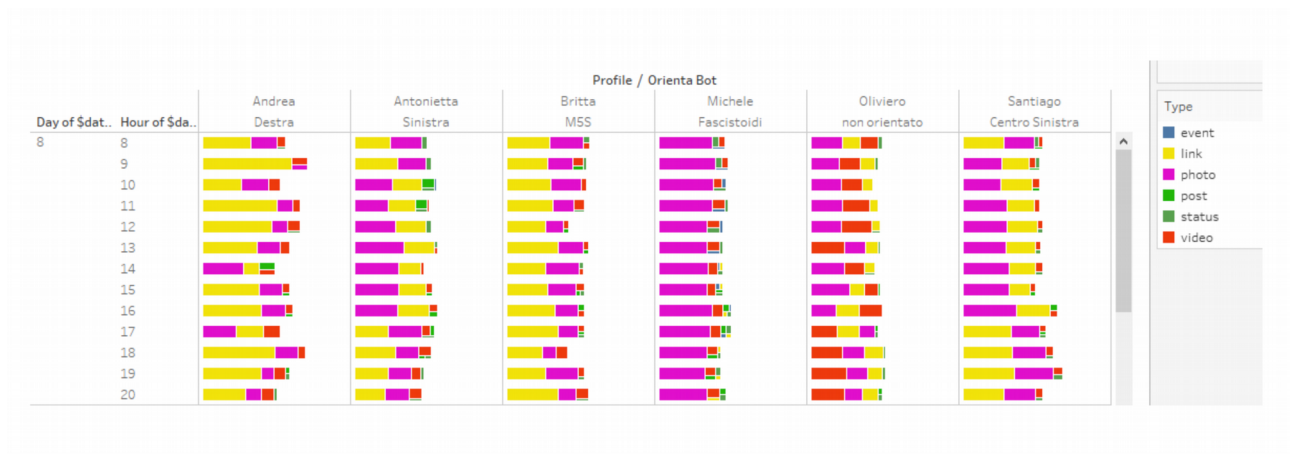 Profile / Orienta Bot
Andrea Antonietta Britta Michele Oliviero Santiago
Day of $dat.. Hour of $da.. Destra Sinistra M5S Fascistoidi non orientato Centro Sinistra
8 8
9
10
11
12
13
14
15
16
17
18
19
20
Type
event
link
photo
post
status
video